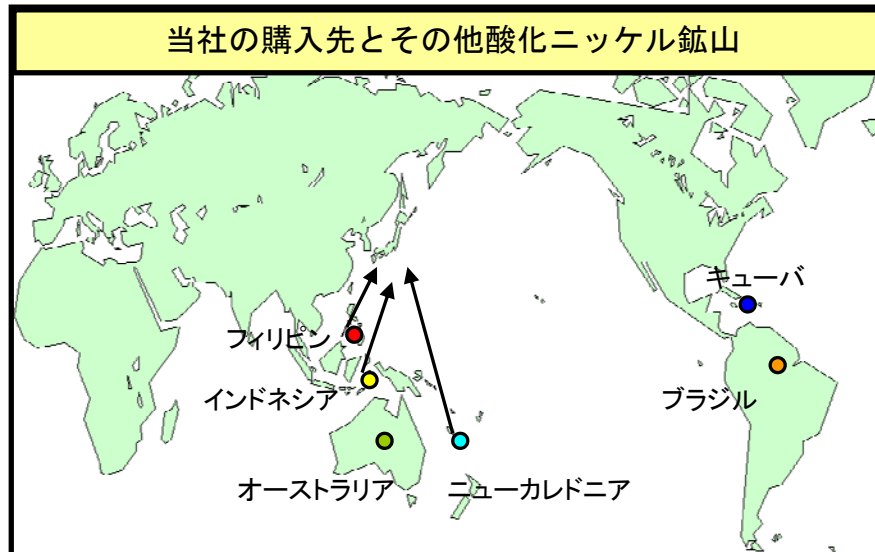 当社の購入先とその他酸化ニッケル鉱山
キューバ
フィリピン
インドネシア
ブラジル
オーストラリア
ニューカレドニア